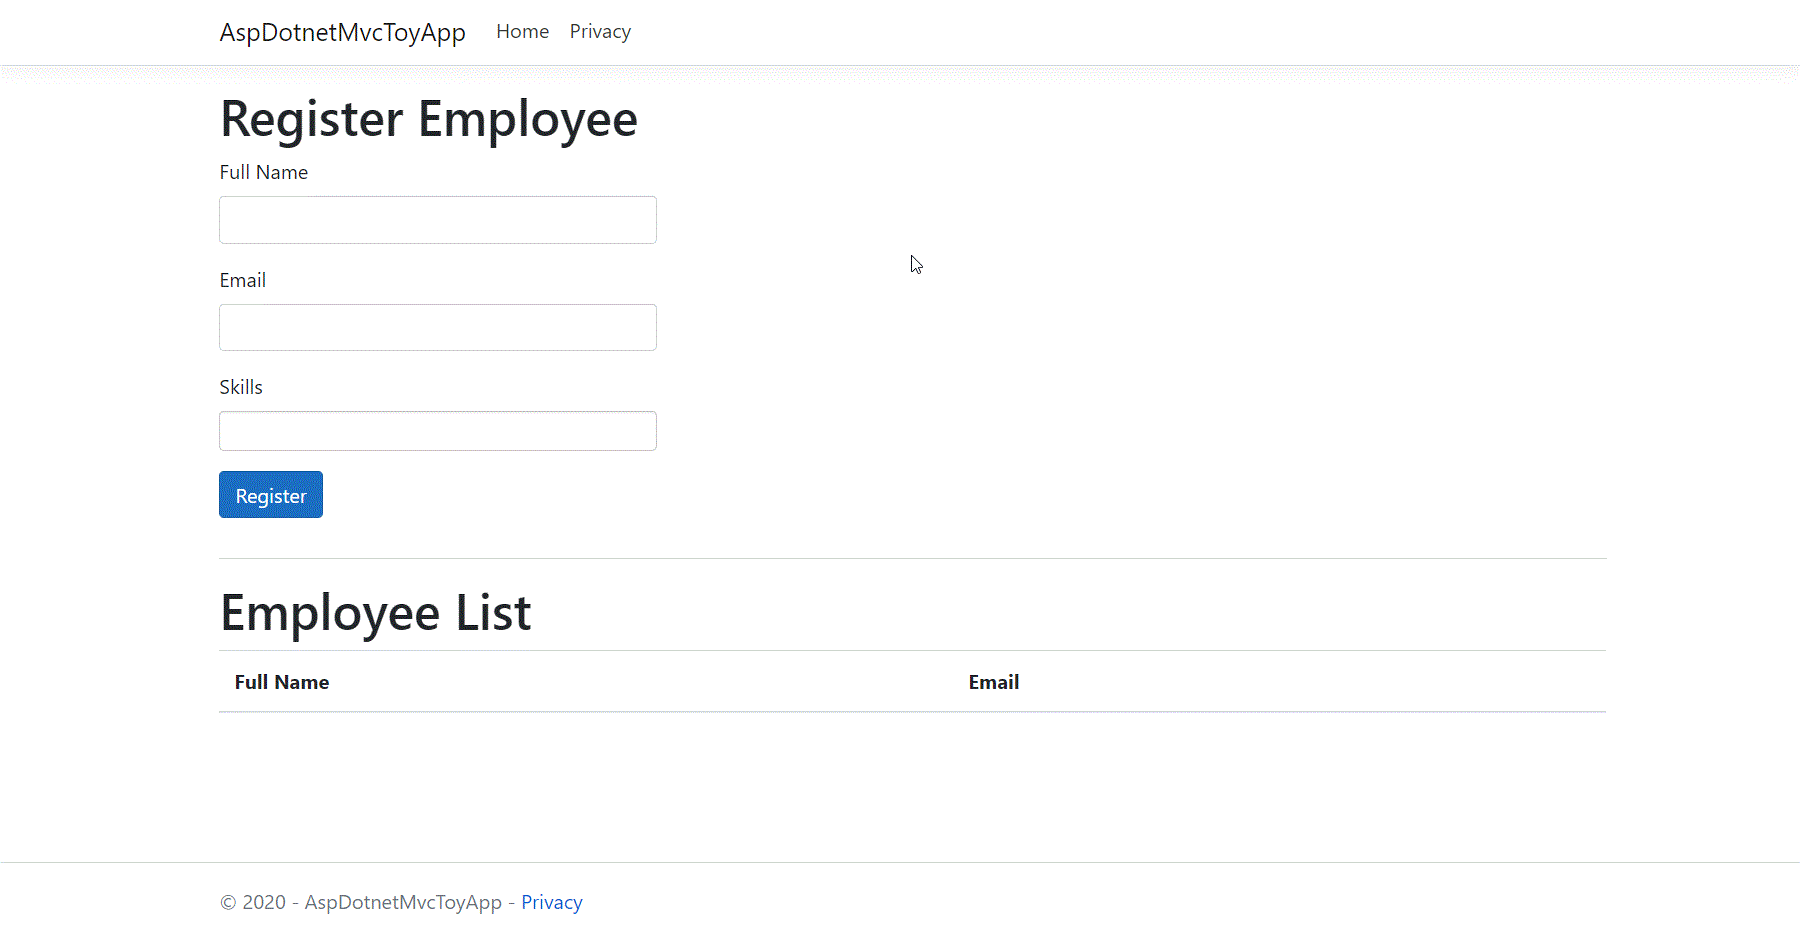 AspDotnetMvcToyApp Home Privacy
Register Employee
Full Name
Email
Skills
Register
Employee List
Full Name Email
© 2020 - AspDotnetMvcToyApp - Privacy